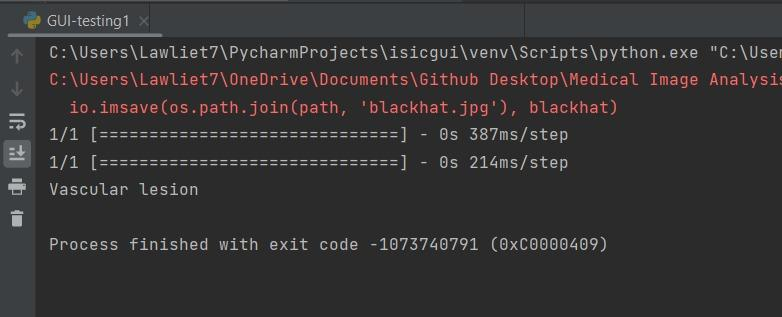 GUI-testing1
C:\Users\Lawliet7\PycharmProjects\isicgui\venv\Scripts\python.exe "C:\User
C:\Users\Lawliet7\OneDrive\Documents\Github Desktop\Medical Image Analysis
io.imsave(os.path.join(path, 'blackhat.jpg'), blackhat)
1/1 [==============================] - 0s 387ms/step
1/1 [==============================] - 0s 214ms/step
Vascular lesion
Process finished with exit code -1073740791 (0xC0000409)